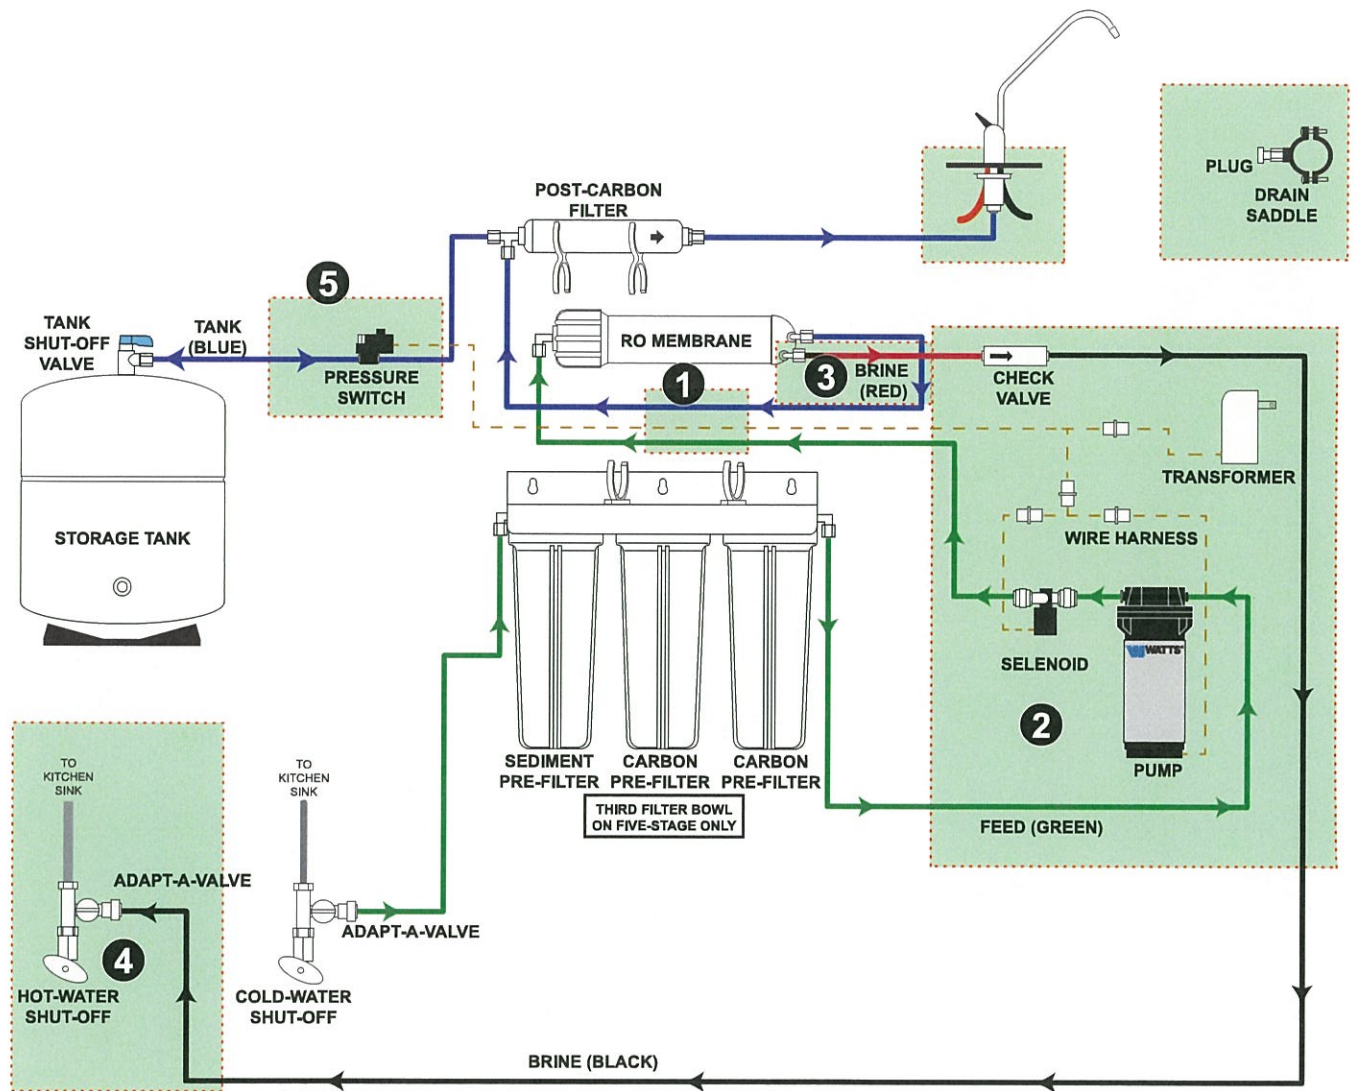 POST-CARBON
FILTER
PLUG
DRAIN
SADDLE
5
TANK
SHUT-OFF
VALVE
TANK
(BLUE)
PRESSURE
SWITCH
RO MEMBRANE
1
3
BRINE
(RED)
CHECK
VALVE
TRANSFORMER
STORAGE TANK
WIRE HARNESS
WATTS®
SELENOID
2
PUMP
SEDIMENT
PRE-FILTER
CARBON
PRE-FILTER
CARBON
PRE-FILTER
THIRD FILTER BOWL
ON FIVE-STAGE ONLY
FEED (GREEN)
TO
KITCHEN
SINK
TO
KITCHEN
SINK
ADAPT-A-VALVE
ADAPT-A-VALVE
4
HOT-WATER
SHUT-OFF
COLD-WATER
SHUT-OFF
BRINE (BLACK)